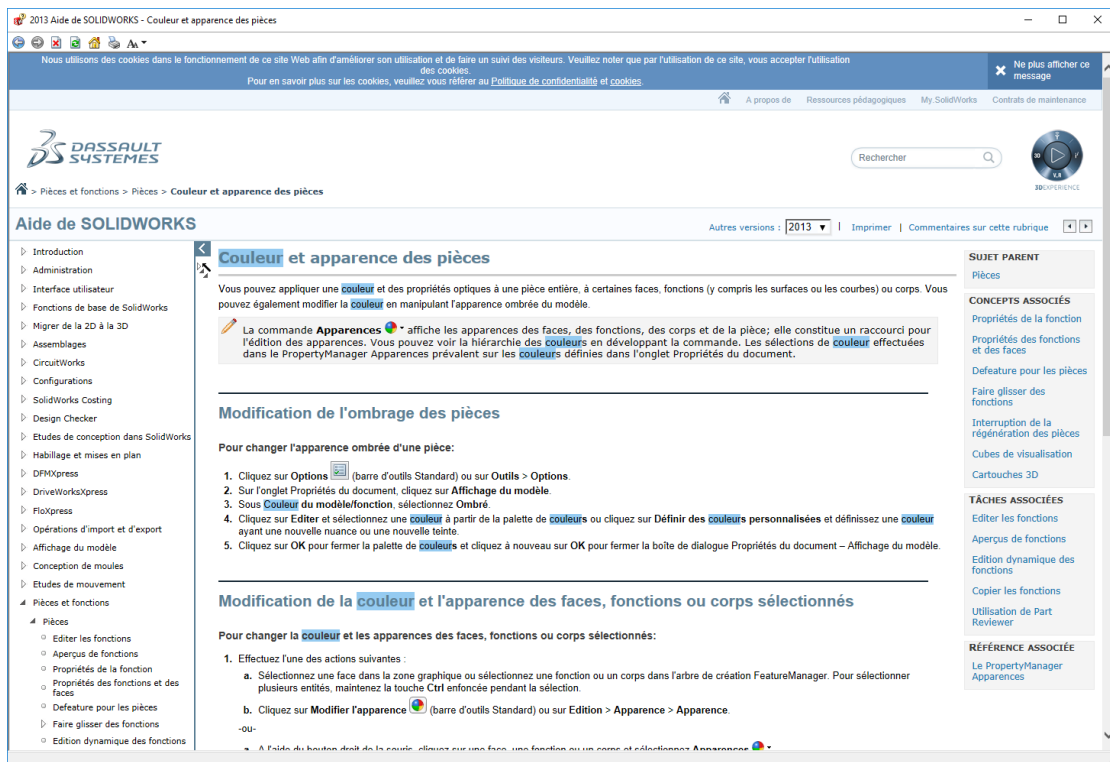 2013 Aide de SOLIDWORKS - Couleur et apparence des pièces
Nous utilisons des cookies dans le fonctionnement de ce site Web afin d'améliorer son utilisation et de faire un suivi des visiteurs. Veuillez noter que par l'utilisation de ce site, vous accepter l'utilisation
des cookies.
Pour en savoir plus sur les cookies, veuillez vous référer au Politique de confidentialité et cookies.
Ne plus afficher ce
message
A propos de Ressources pédagogiques My.SolidWorks Contrats de maintenance
DASSAULT
SYSTEMES
Rechercher
3D
V.R
3DEXPERIENCE
> Pièces et fonctions > Pièces > Couleur et apparence des pièces
Aide de SOLIDWORKS
Autres versions : 2013 | Imprimer | Commentaires sur cette rubrique
Introduction
Administration
Interface utilisateur
Fonctions de base de SolidWorks
Migrer de la 2D à la 3D
Assemblages
CircuitWorks
Configurations
SolidWorks Costing
Design Checker
Etudes de conception dans SolidWorks
Habillage et mises en plan
DFMXpress
DriveWorksXpress
FloXpress
Opérations d'import et d'export
Affichage du modèle
Conception de moules
Etudes de mouvement
Pièces et fonctions
Pièces
Editer les fonctions
Aperçus de fonctions
Propriétés de la fonction
Propriétés des fonctions et des
faces
Defeature pour les pièces
Faire glisser des fonctions
Edition dynamique des fonctions
Couleur et apparence des pièces
Vous pouvez appliquer une couleur et des propriétés optiques à une pièce entière, à certaines faces, fonctions (y compris les surfaces ou les courbes) ou corps. Vous
pouvez également modifier la couleur en manipulant l'apparence ombrée du modèle.
La commande Apparences affiche les apparences des faces, des fonctions, des corps et de la pièce; elle constitue un raccourci pour
l'édition des apparences. Vous pouvez voir la hiérarchie des couleurs en développant la commande. Les sélections de couleur effectuées
dans le PropertyManager Apparences prévalent sur les couleurs définies dans l'onglet Propriétés du document.
Modification de l'ombrage des pièces
Pour changer l'apparence ombrée d'une pièce:
1. Cliquez sur Options (barre d'outils Standard) ou sur Outils > Options.
2. Sur l'onglet Propriétés du document, cliquez sur Affichage du modèle.
3. Sous Couleur du modèle/fonction, sélectionnez Ombré.
4. Cliquez sur Editer et sélectionnez une couleur à partir de la palette de couleurs ou cliquez sur Définir des couleurs personnalisées et définissez une couleur
ayant une nouvelle nuance ou une nouvelle teinte.
5. Cliquez sur OK pour fermer la palette de couleurs et cliquez à nouveau sur OK pour fermer la boîte de dialogue Propriétés du document – Affichage du modèle.
Modification de la couleur et l'apparence des faces, fonctions ou corps sélectionnés
Pour changer la couleur et les apparences des faces, fonctions ou corps sélectionnés:
1. Effectuez l'une des actions suivantes :
a. Sélectionnez une face dans la zone graphique ou sélectionnez une fonction ou un corps dans l'arbre de création FeatureManager. Pour sélectionner
plusieurs entités, maintenez la touche Ctrl enfoncée pendant la sélection.
b. Cliquez sur Modifier l'apparence (barre d'outils Standard) ou sur Edition > Apparence > Apparence.
-ou-
a. A l'aide du bouton droit de la souris, cliquez sur une face, une fonction ou un corps et sélectionnez Apparences
SUJET PARENT
Pièces
CONCEPTS ASSOCIÉS
Propriétés de la fonction
Propriétés des fonctions
et des faces
Defeature pour les pièces
Faire glisser des
fonctions
Interruption de la
régénération des pièces
Cubes de visualisation
Cartouches 3D
TÂCHES ASSOCIÉES
Editer les fonctions
Aperçus de fonctions
Edition dynamique des
fonctions
Copier les fonctions
Utilisation de Part
Reviewer
RÉFÉRENCE ASSOCIÉE
Le PropertyManager
Apparences